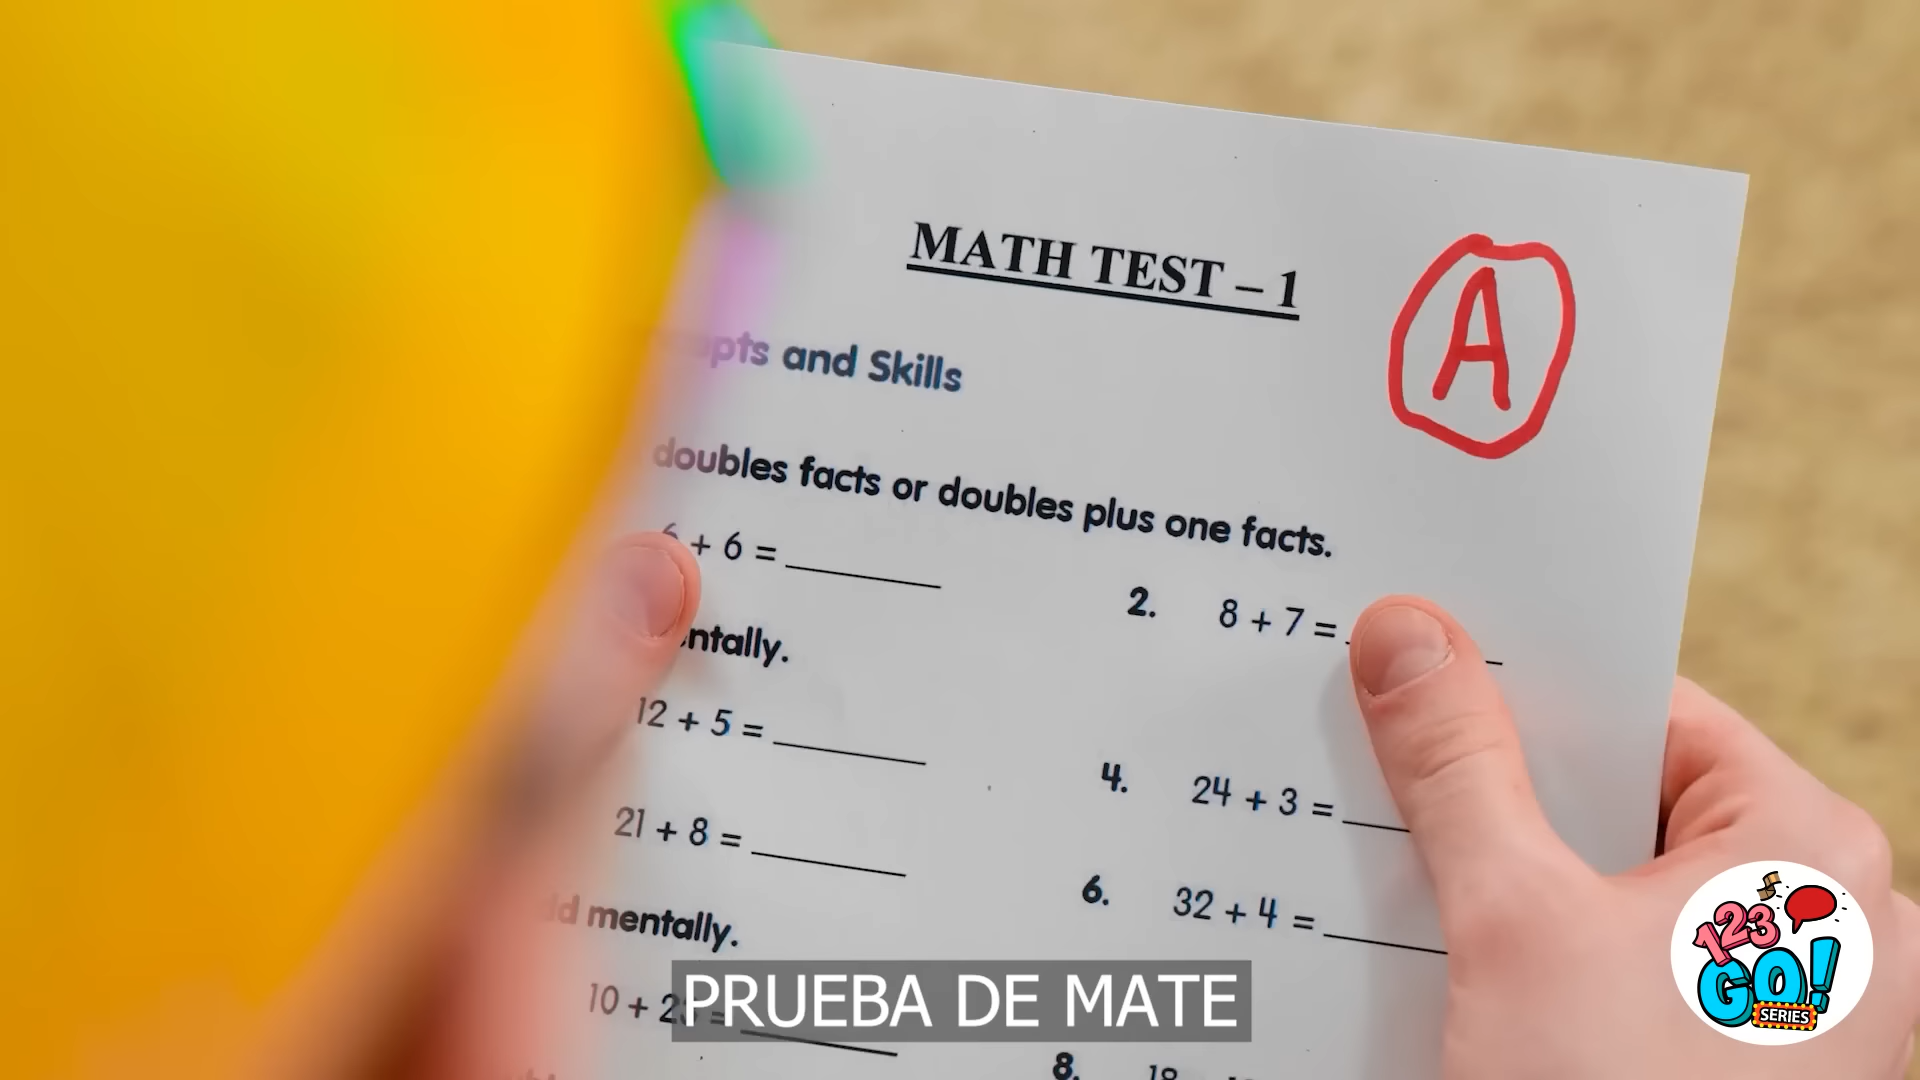 MATH TEST – 1
A
and Skills
doubles facts or doubles plus one facts.
6 + 6 =
2. 8 + 7 =
12 + 5 =
4. 24 + 3 =
21 + 8 =
6. 32 + 4 =
mentally.
10 +
8.
PRUEBA DE MATE
123
GO!
SERIES